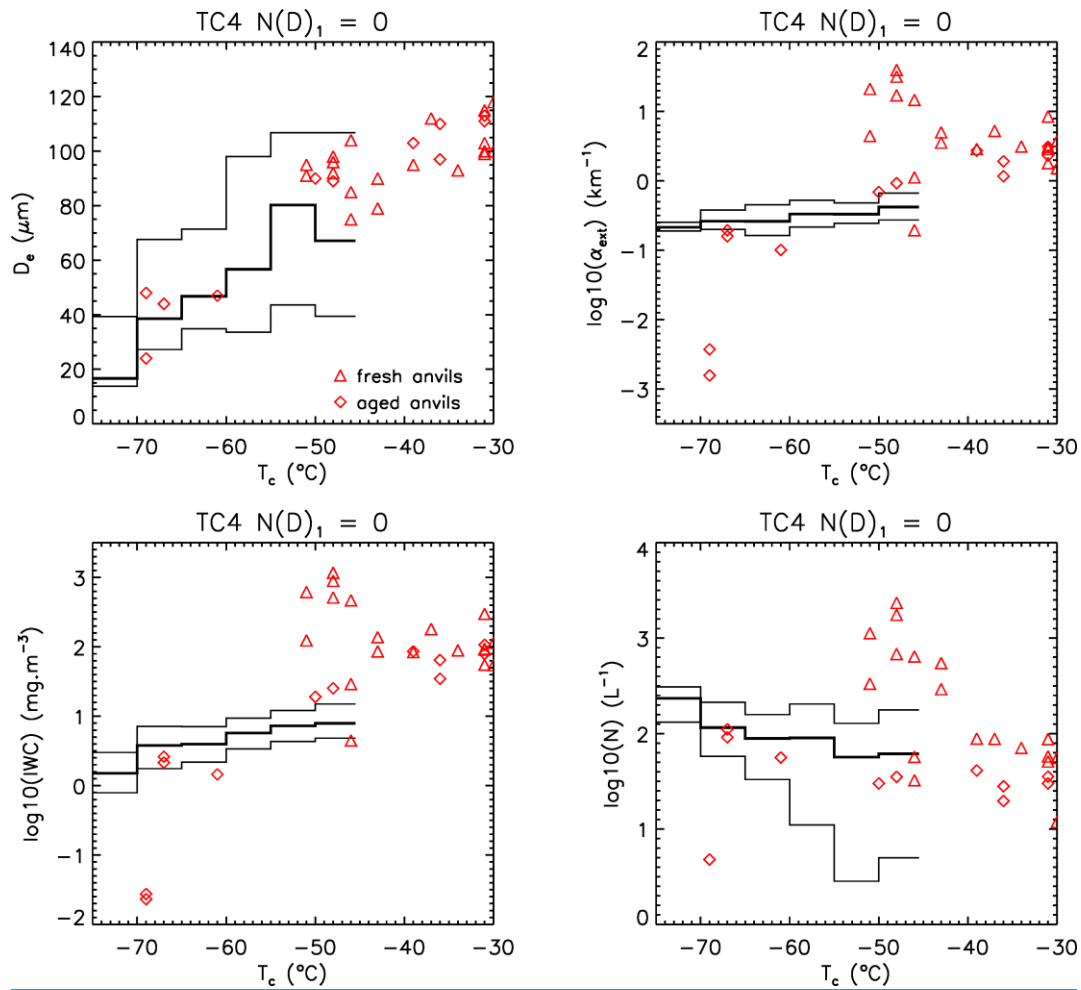 TC4 N(D)₁ = 0
140
120
100
80
60
40
20
0
Dₑ (μm)
△ fresh anvils
◇ aged anvils
−70 −60 −50 −40 −30
T꜀ (°C)
TC4 N(D)₁ = 0
2
1
0
−1
−2
−3
log10(αₑₓₜ) (km⁻¹)
−70 −60 −50 −40 −30
T꜀ (°C)
TC4 N(D)₁ = 0
3
2
1
0
−1
−2
log10(IWC) (mg.m⁻³)
−70 −60 −50 −40 −30
T꜀ (°C)
TC4 N(D)₁ = 0
4
3
2
1
0
log10(N) (L⁻¹)
−70 −60 −50 −40 −30
T꜀ (°C)